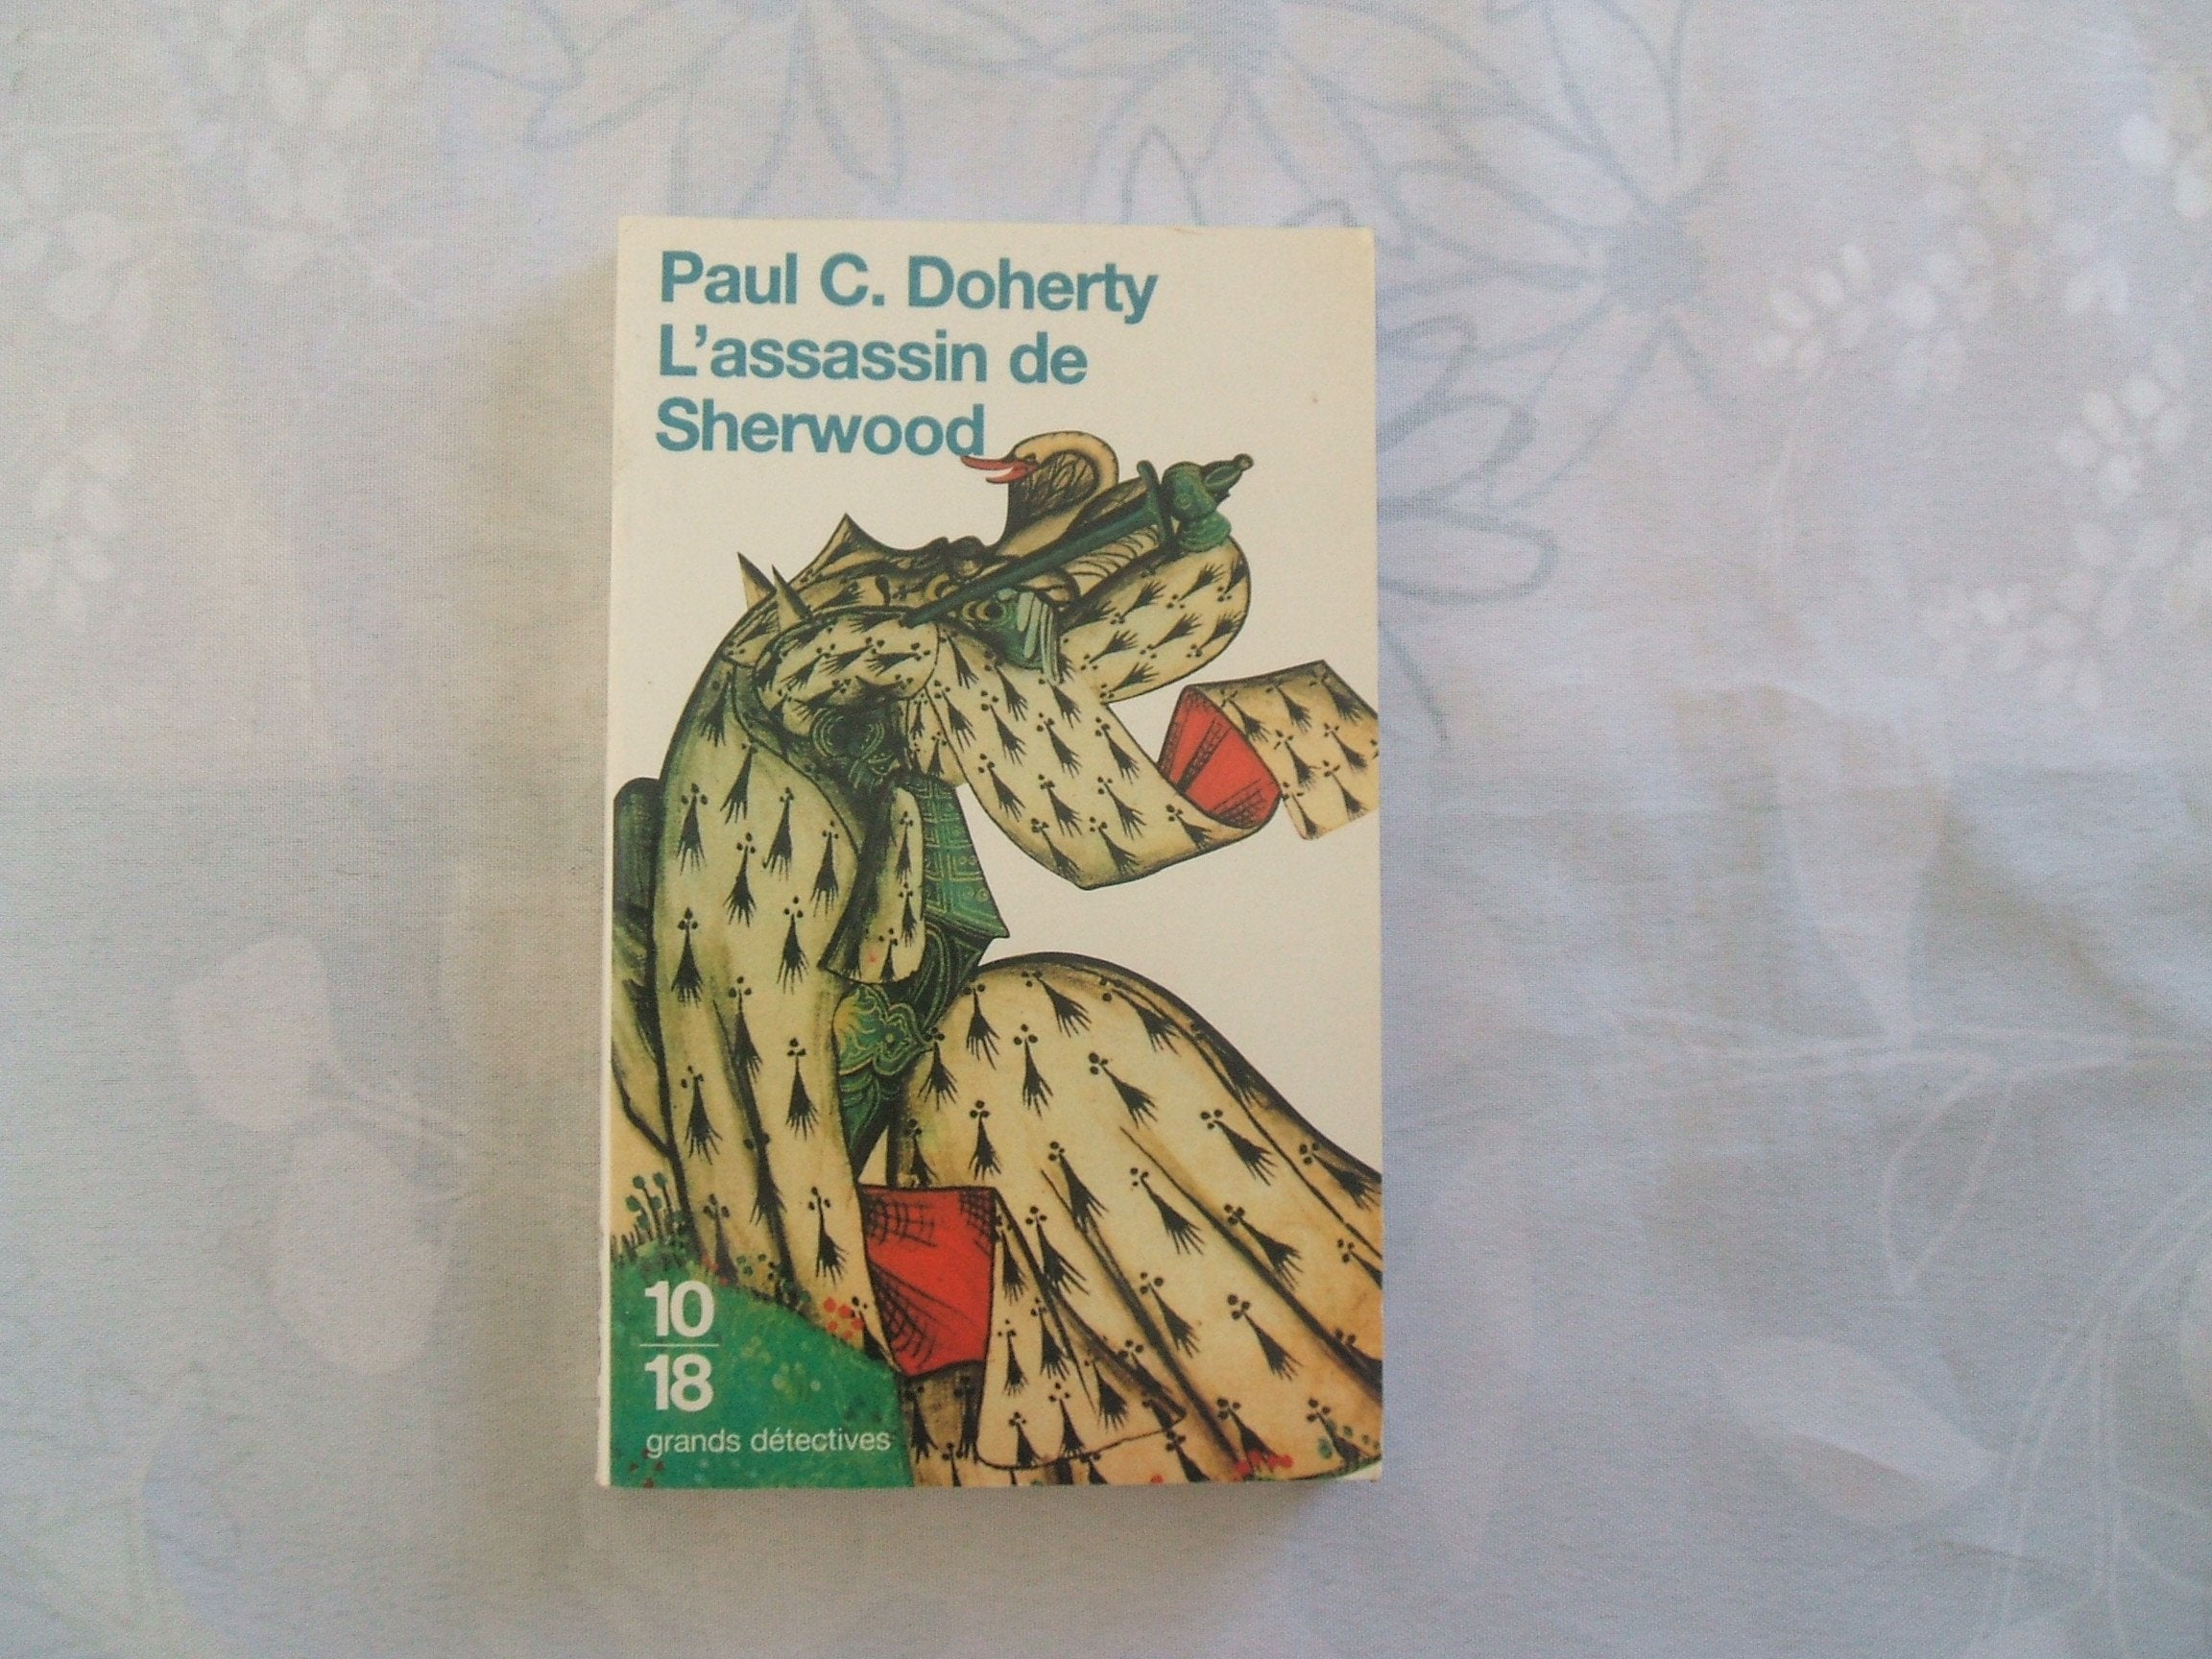 Paul C. Doherty
L'assassin de
Sherwood
10
18
grands détectives